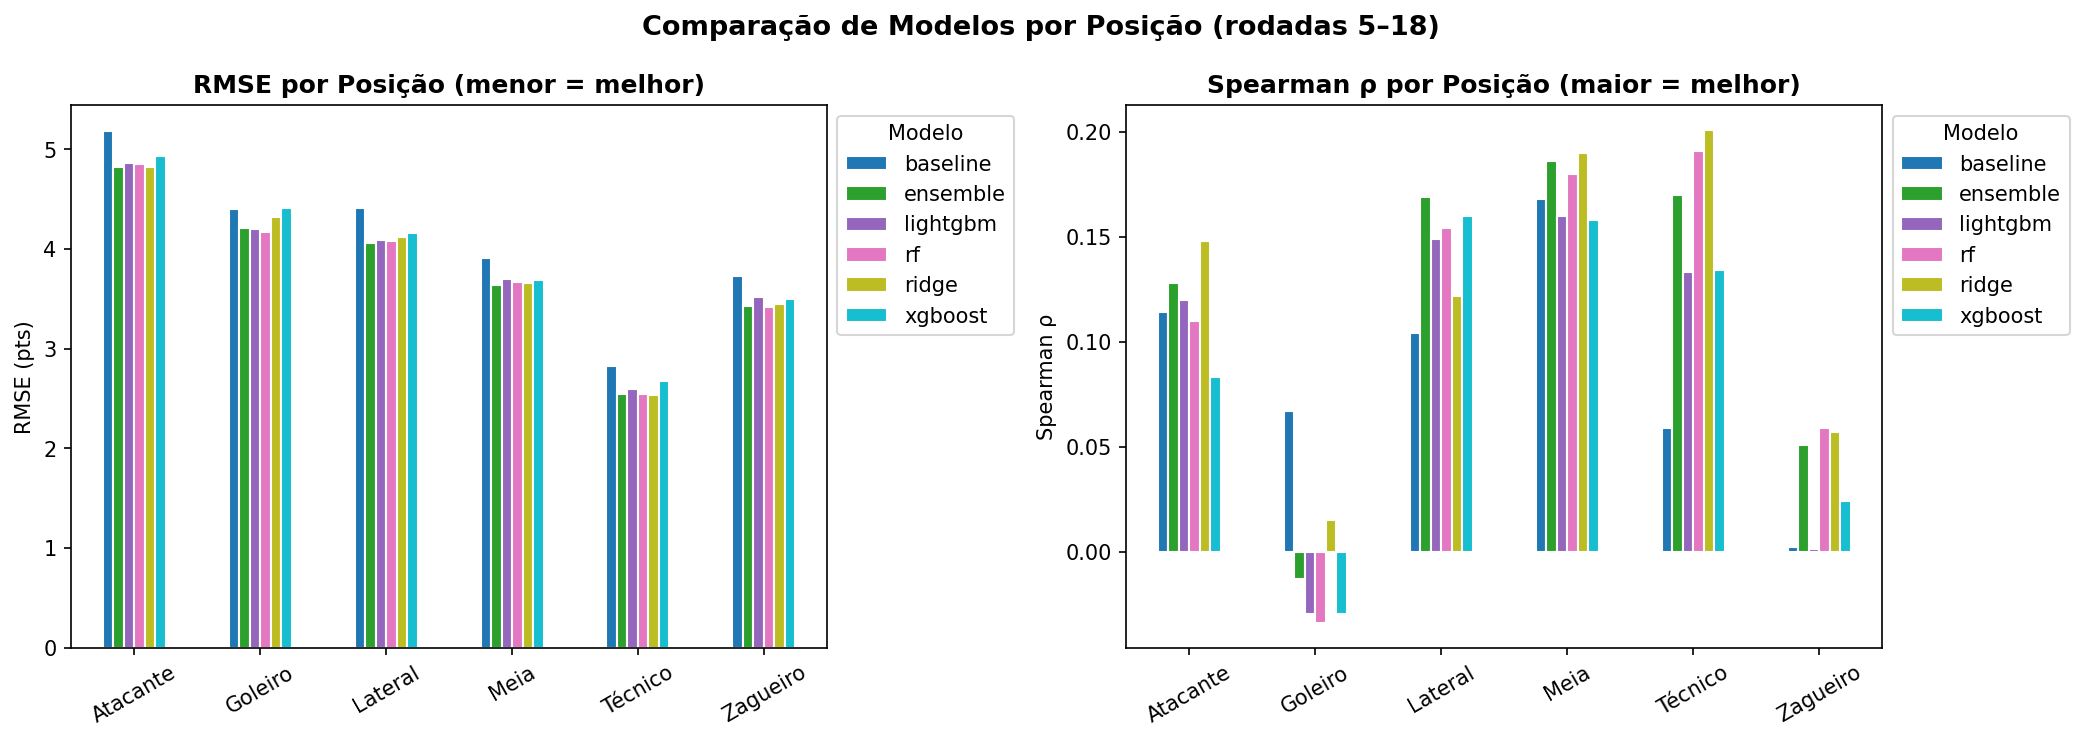 Comparação de Modelos por Posição (rodadas 5–18)
RMSE por Posição (menor = melhor)
RMSE (pts)
5
4
3
2
1
0
Atacante
Goleiro
Lateral
Meia
Técnico
Zagueiro
Modelo
baseline
ensemble
lightgbm
rf
ridge
xgboost
Spearman ρ por Posição (maior = melhor)
Spearman ρ
0.20
0.15
0.10
0.05
0.00
Atacante
Goleiro
Lateral
Meia
Técnico
Zagueiro
Modelo
baseline
ensemble
lightgbm
rf
ridge
xgboost